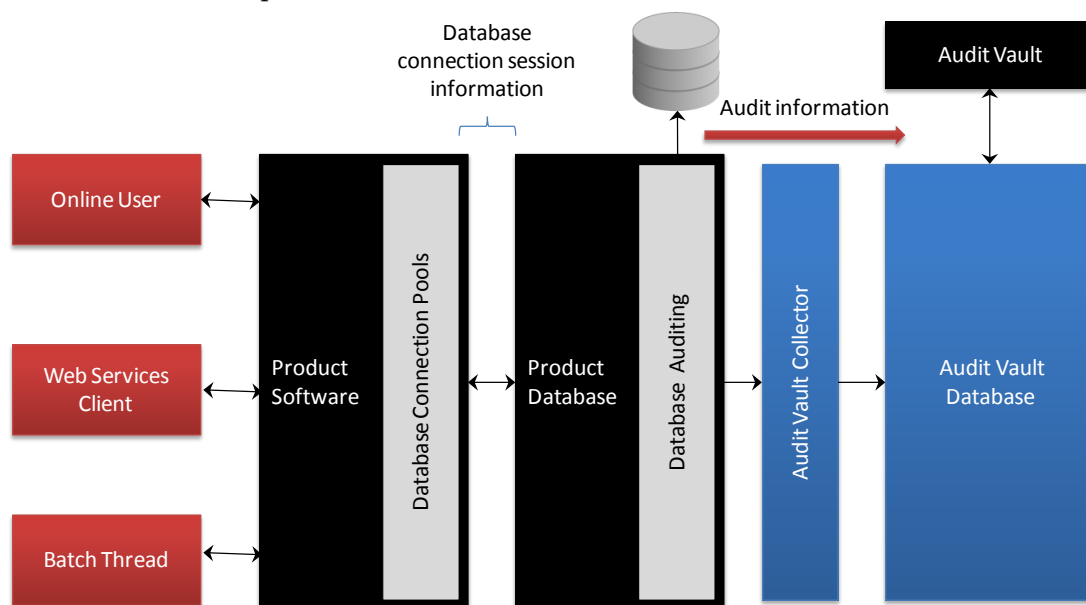 Database
connection session
information
Audit Vault
Audit information
Online User
Web Services
Client
Batch Thread
Product
Software
Database Connection Pools
Product
Database
Database Auditing
Audit Vault Collector
Audit Vault
Database